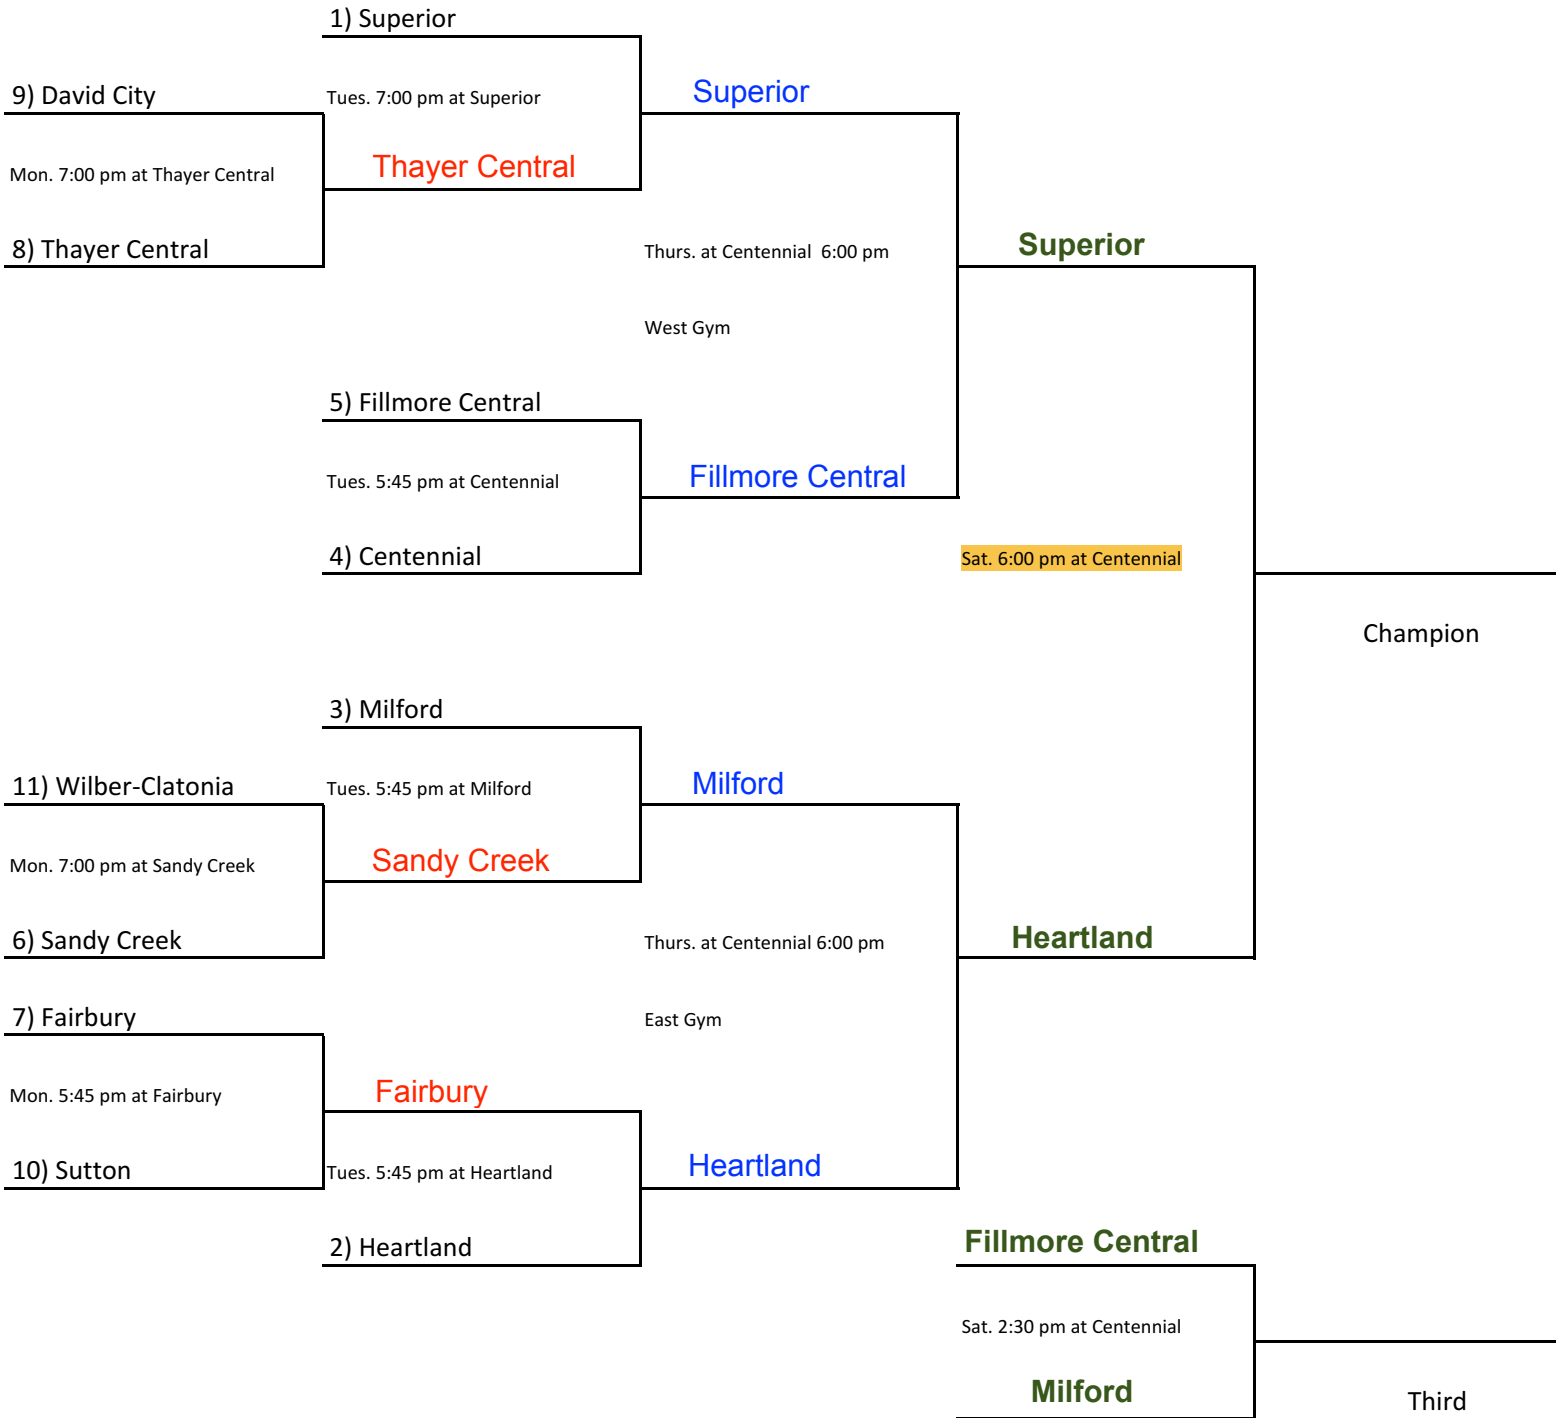 1) Superior
9) David City
Tues. 7:00 pm at Superior
Superior
Mon. 7:00 pm at Thayer Central
Thayer Central
8) Thayer Central
Thurs. at Centennial  6:00 pm
Superior
West Gym
5) Fillmore Central
Tues. 5:45 pm at Centennial
Fillmore Central
4) Centennial
Sat. 6:00 pm at Centennial
Champion
3) Milford
11) Wilber-Clatonia
Tues. 5:45 pm at Milford
Milford
Mon. 7:00 pm at Sandy Creek
Sandy Creek
6) Sandy Creek
Thurs. at Centennial 6:00 pm
Heartland
7) Fairbury
East Gym
Mon. 5:45 pm at Fairbury
Fairbury
10) Sutton
Tues. 5:45 pm at Heartland
Heartland
2) Heartland
Fillmore Central
Sat. 2:30 pm at Centennial
Milford
Third